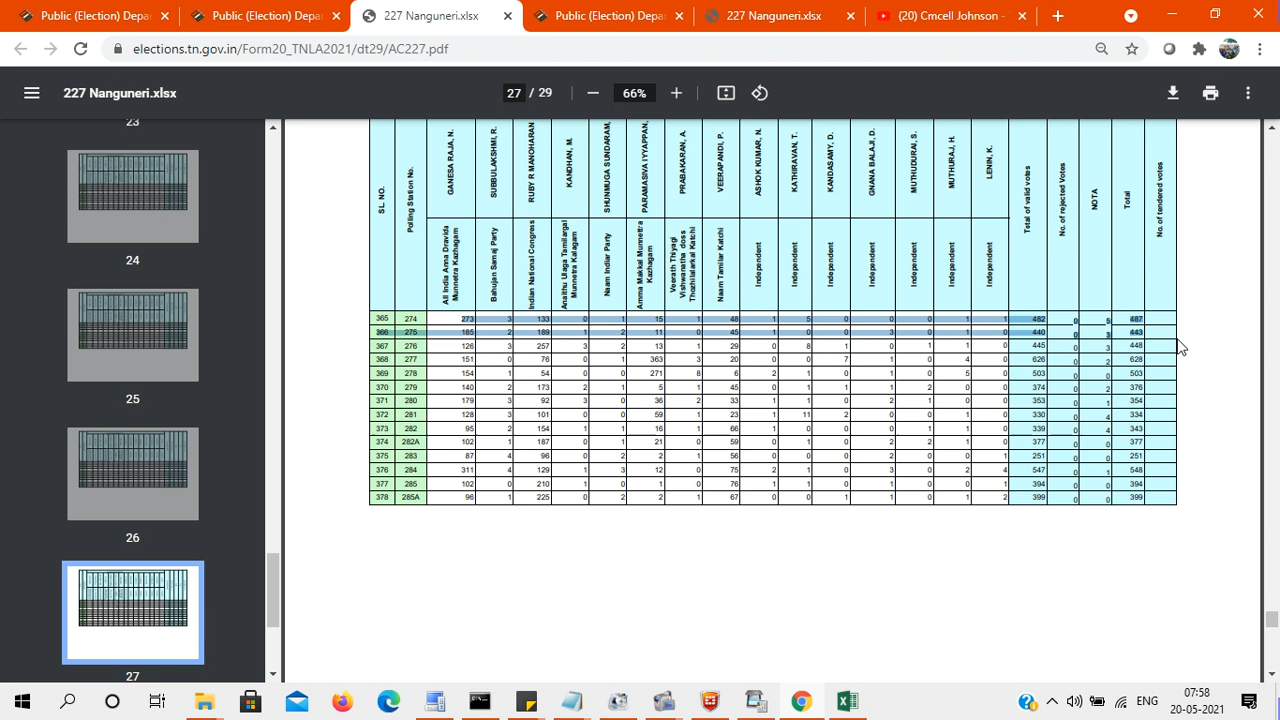 Public (Election) Depa
Public (Election) Depa
227 Nanguneri.xlsx
Public (Election) Depa
227 Nanguneri.xlsx
(20) Cmcell Johnson -
elections.tn.gov.in/Form20_TNLA2021/dt29/AC227.pdf
227 Nanguneri.xlsx
27 / 29
66%
23
24
25
26
27
SL. NO.
Polling Station No.
GANESA RAJA, N.
SUBBULAKSHMI, R.
RUBY R MANOHARAN
KANDHAN, M.
SHUNMUGA SUNDARAM,
PARAMASIVA IYYAPPAN,
PRABAKARAN, A.
VEERAPANDI, P.
ASHOK KUMAR, N.
KATHIRAVAN, T.
KANDASAMY, D.
GNANA BALAJI, D.
MUTHUDURAI, S.
MUTHURAJ, H.
LENIN, K.
Total of valid votes
No. of rejected Votes
NOTA
Total
No. of tendered votes
All India Anna Dravida
Munnetra Kazhagam
Bahujan Samaj Party
Indian National Congress
Anaithu Ulaga Tamilargal
Munnetra Kalagam
Naam Indiar Party
Amma Makkal Munnettra
Kazhagam
Veerath Thiyagi
Vishwanatha doss
Thozhilalarkal Katchi
Naam Tamilar Katchi
Independent
Independent
Independent
Independent
Independent
Independent
Independent
365 274 273 3 133 0 1 15 1 48 1 5 0 0 0 1 1 482 0 5 487
366 275 185 2 189 1 2 11 0 45 1 0 0 3 0 1 0 440 0 3 443
367 276 126 3 257 3 2 13 1 29 0 8 1 0 1 1 0 445 0 3 448
368 277 151 0 76 0 1 363 3 20 0 0 7 1 0 4 0 626 0 2 628
369 278 154 1 54 0 0 271 8 6 2 1 0 1 0 5 0 503 0 0 503
370 279 140 2 173 2 1 5 1 45 0 1 1 1 2 0 0 374 0 2 376
371 280 179 3 92 3 0 36 2 33 1 1 0 2 1 0 0 353 0 1 354
372 281 128 3 101 0 0 59 1 23 1 11 2 0 0 1 0 330 0 4 334
373 282 95 2 154 1 1 16 1 66 1 0 0 0 1 1 0 339 0 4 343
374 282A 102 1 187 0 1 21 0 59 0 1 0 2 2 1 0 377 0 0 377
375 283 87 4 96 0 2 2 1 56 0 0 0 2 0 0 1 251 0 0 251
376 284 311 4 129 1 3 12 0 75 2 1 0 3 0 2 4 547 0 1 548
377 285 102 0 210 1 0 1 0 76 1 1 0 1 0 0 1 394 0 0 394
378 285A 96 1 225 0 2 2 1 67 0 0 1 1 0 1 2 399 0 0 399
ENG
07:58
20-05-2021